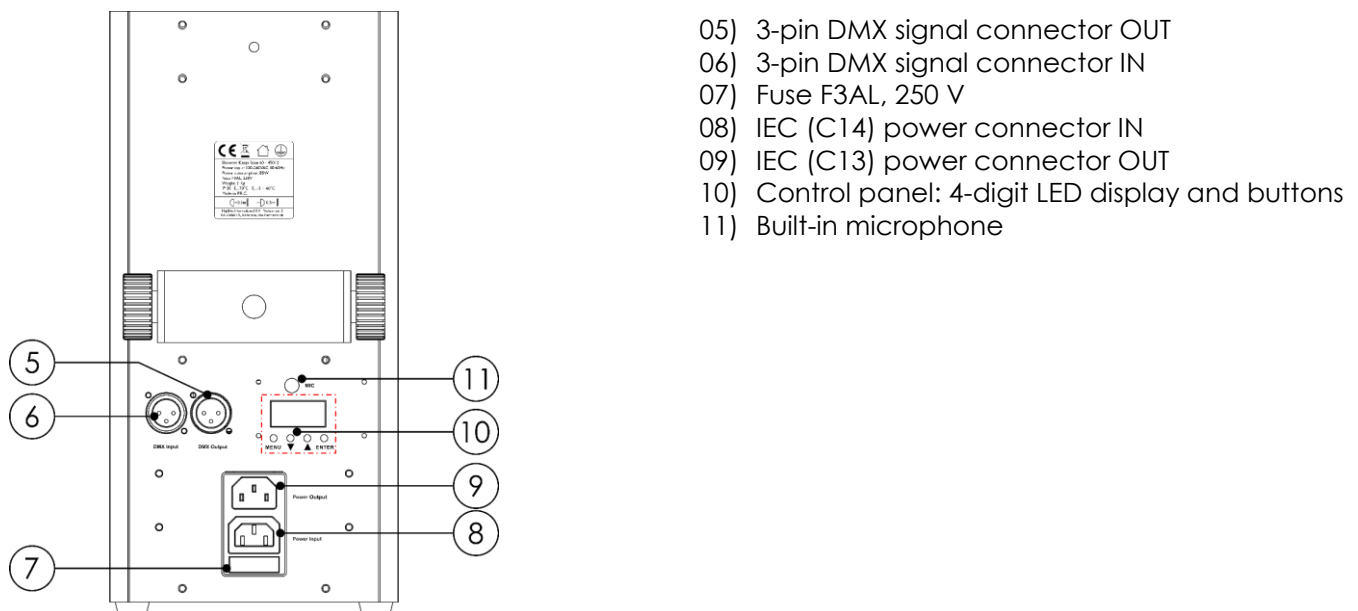 05) 3-pin DMX signal connector OUT
06) 3-pin DMX signal connector IN
07) Fuse F3AL, 250 V
08) IEC (C14) power connector IN
09) IEC (C13) power connector OUT
10) Control panel: 4-digit LED display and buttons
11) Built-in microphone
CE
5
6
11
MIC
10
MENU ▼ ▲ ENTER
DMX Input
DMX Output
9
Power Output
8
Power Input
7